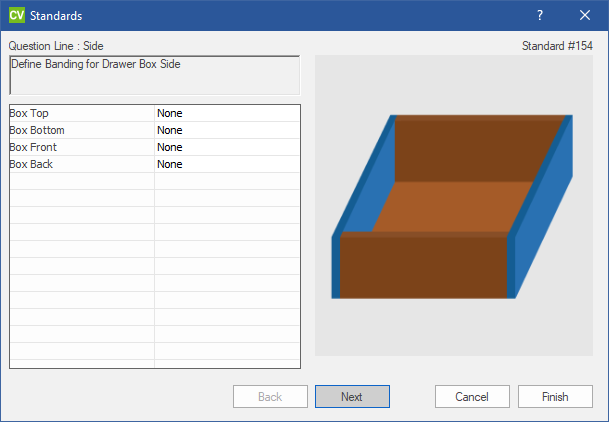 CV Standards ?
Question Line : Side Standard #154
Define Banding for Drawer Box Side
Box Top None
Box Bottom None
Box Front None
Box Back None
Back Next Cancel Finish